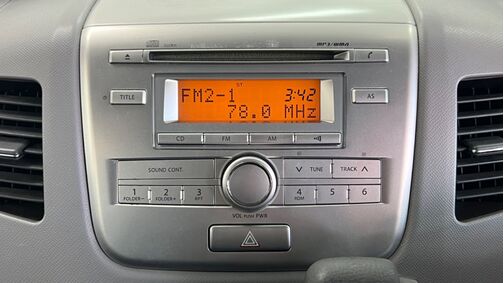 MP3/WMA
ST
TITLE
FM2-1 3:42
78.0 MHz
AS
CD FM AM
SOUND CONT.
TUNE TRACK
1 2 3 4 5 6
FOLDER- FOLDER+ RPT RDM
VOL PUSH PWR